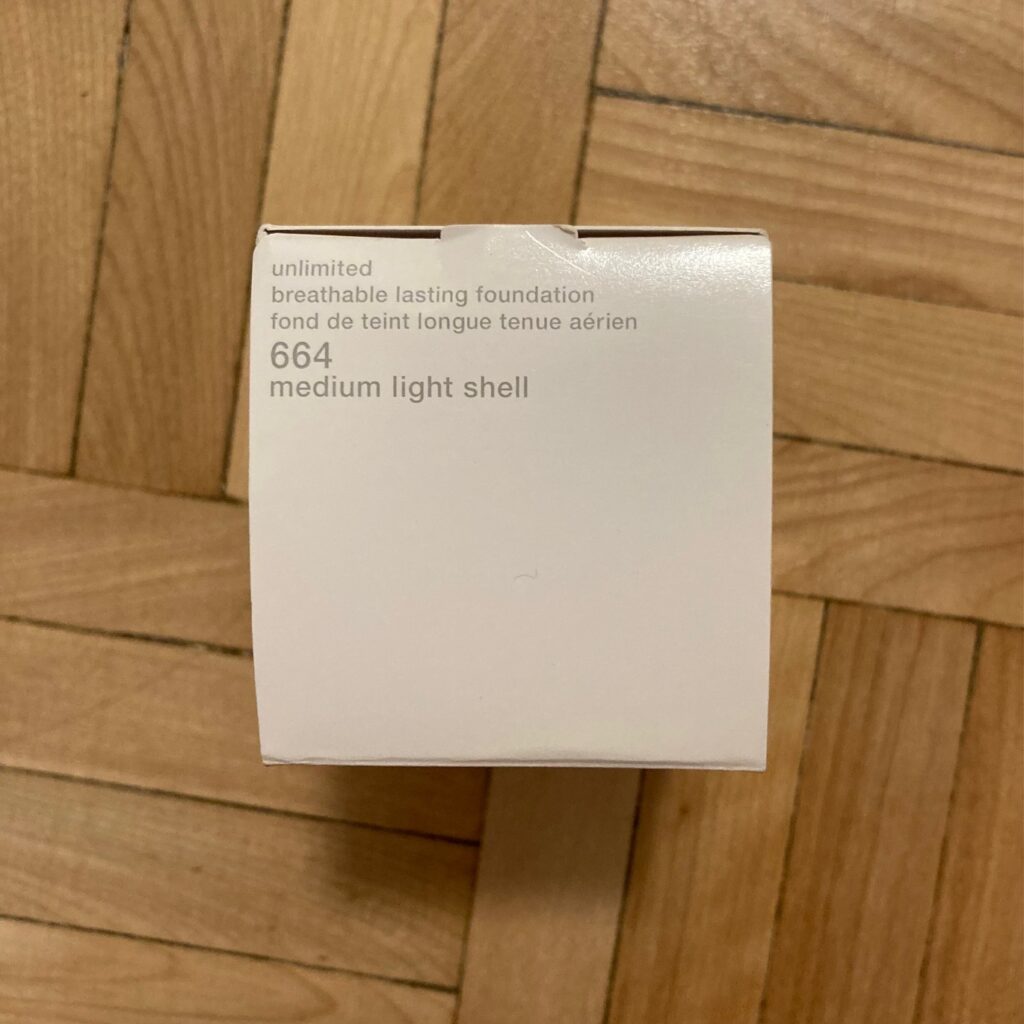 unlimited
breathable lasting foundation
fond de teint longue tenue aérien
664
medium light shell